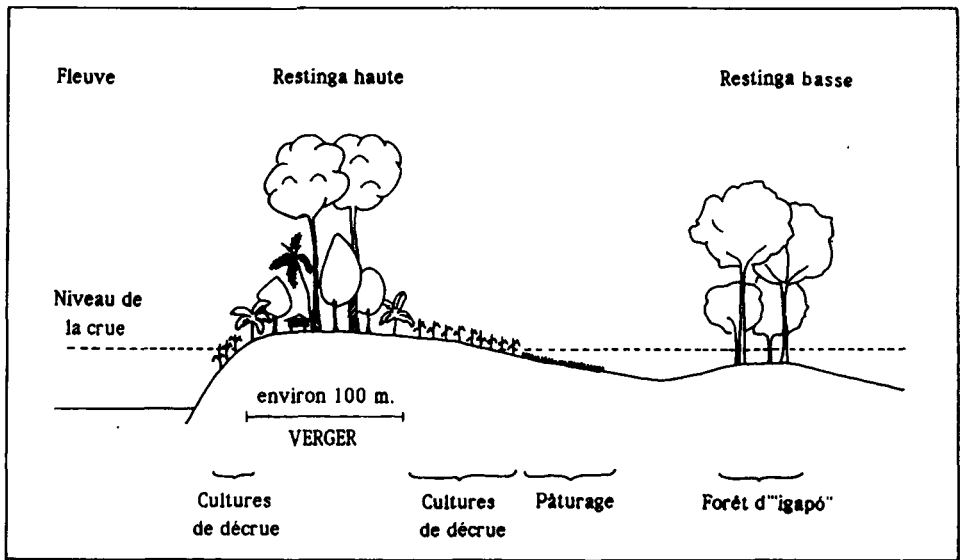 Fleuve
Restinga haute
Restinga basse
Niveau de
la crue
environ 100 m.
VERGER
Cultures
de décrue
Cultures
de décrue
Pâturage
Forêt d'"igapó"